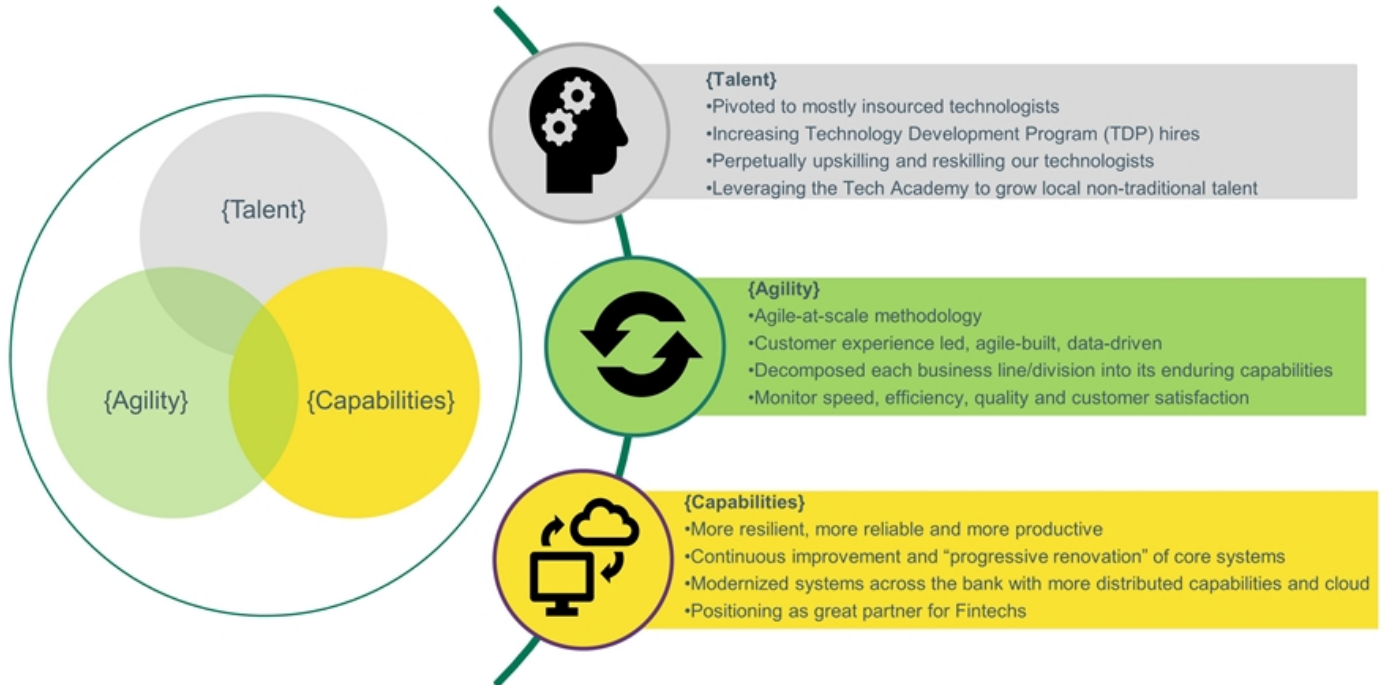 {Talent}
{Agility}
{Capabilities}
{Talent}
•Pivoted to mostly insourced technologists
•Increasing Technology Development Program (TDP) hires
•Perpetually upskilling and reskilling our technologists
•Leveraging the Tech Academy to grow local non-traditional talent
{Agility}
•Agile-at-scale methodology
•Customer experience led, agile-built, data-driven
•Decomposed each business line/division into its enduring capabilities
•Monitor speed, efficiency, quality and customer satisfaction
{Capabilities}
•More resilient, more reliable and more productive
•Continuous improvement and “progressive renovation” of core systems
•Modernized systems across the bank with more distributed capabilities and cloud
•Positioning as great partner for Fintechs